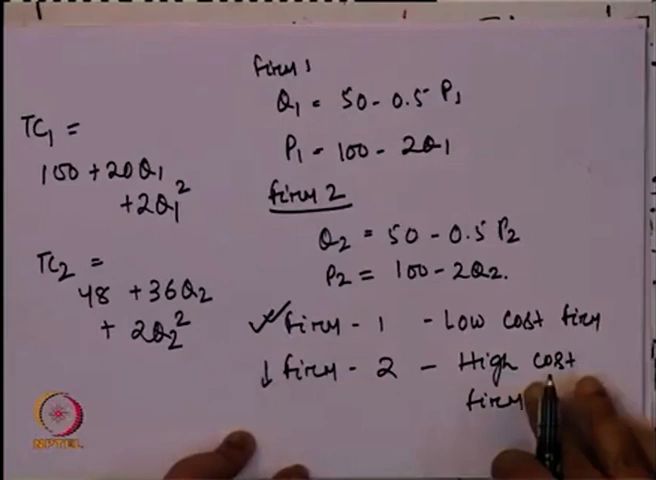 firm 1
Q1 = 50 - 0.5 P1
P1 = 100 - 2Q1
TC1 =
100 + 20Q1
+ 2Q1²
firm 2
Q2 = 50 - 0.5 P2
P2 = 100 - 2Q2.
TC2 =
48 + 36Q2
+ 2Q2²
✓ firm - 1 - Low cost firm
↓ firm - 2 - High cost
firm
NPTEL